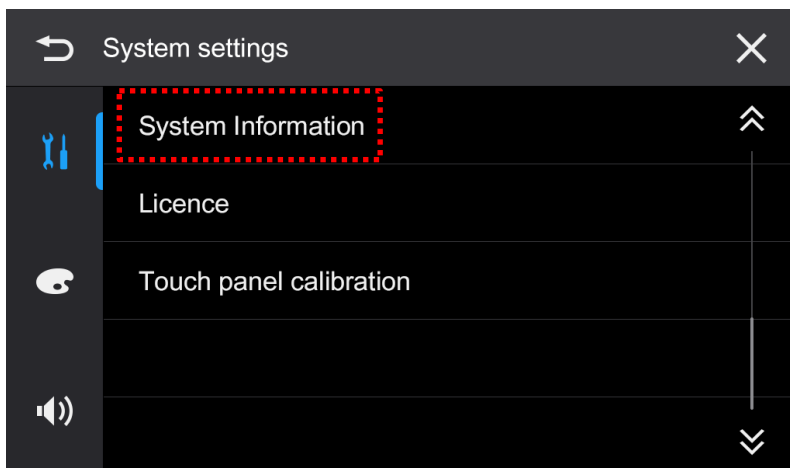 System settings
System Information
Licence
Touch panel calibration